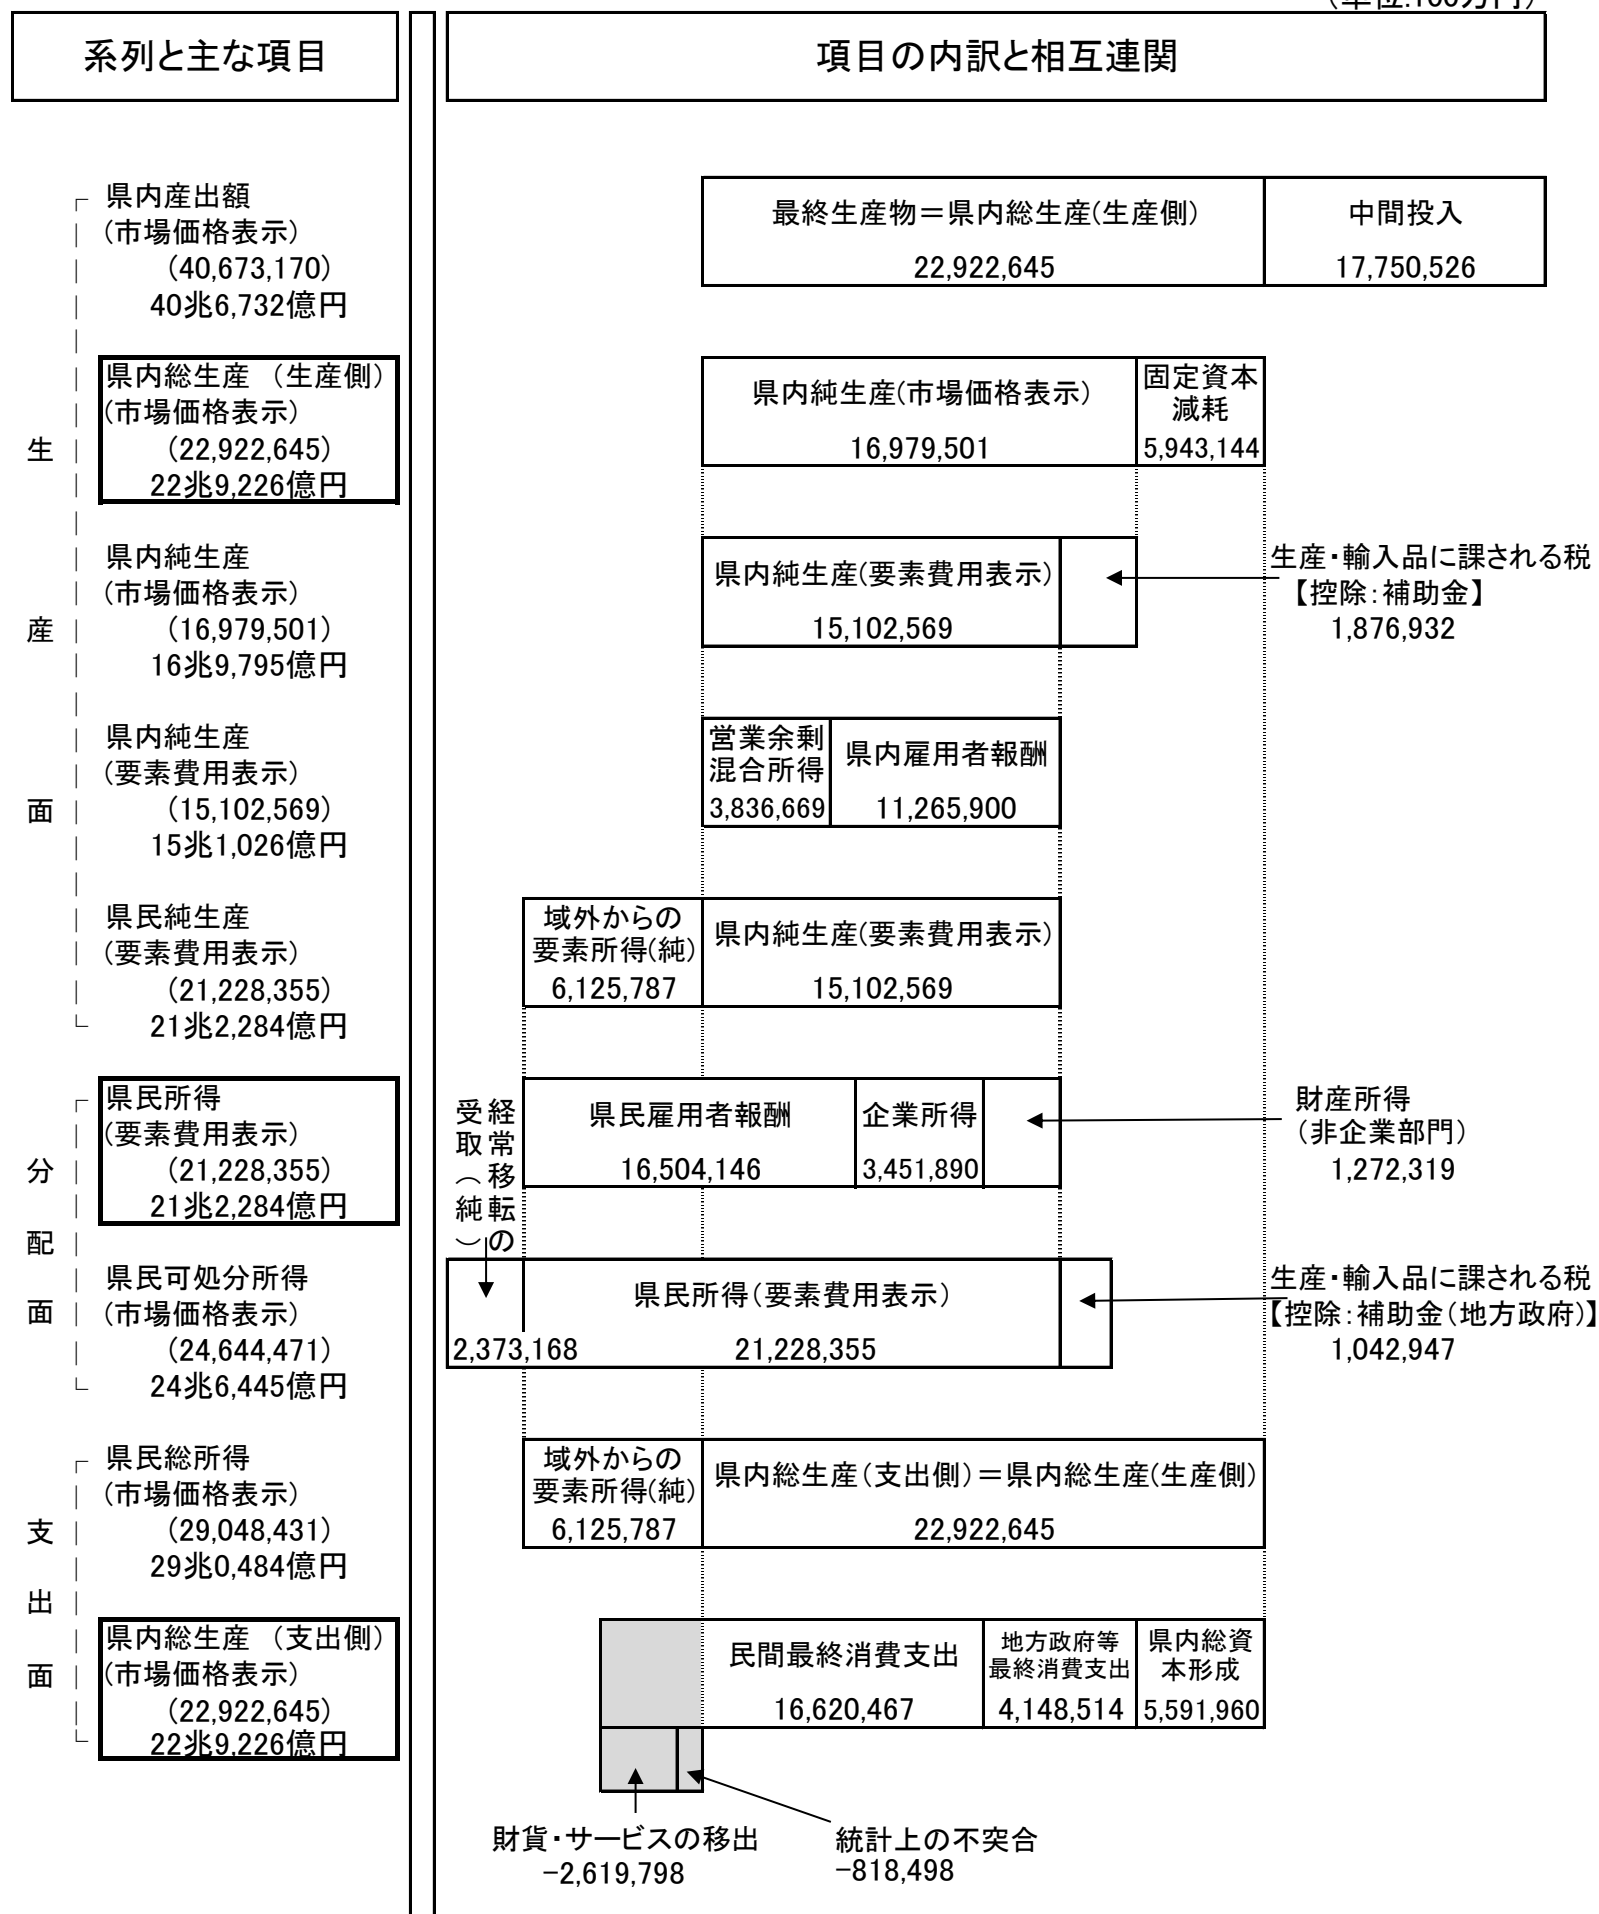 （単位:100万円）
系列と主な項目
項目の内訳と相互連関
県内産出額
(市場価格表示)
(40,673,170)
40兆6,732億円
最終生産物＝県内総生産(生産側)
22,922,645
中間投入
17,750,526
県内総生産 （生産側）
(市場価格表示)
(22,922,645)
22兆9,226億円
県内純生産(市場価格表示)
16,979,501
固定資本
減耗
5,943,144
生産面
県内純生産
(市場価格表示)
(16,979,501)
16兆9,795億円
県内純生産(要素費用表示)
15,102,569
生産・輸入品に課される税
【控除：補助金】
1,876,932
県内純生産
(要素費用表示)
(15,102,569)
15兆1,026億円
営業余剰
混合所得
3,836,669
県内雇用者報酬
11,265,900
県民純生産
(要素費用表示)
(21,228,355)
21兆2,284億円
域外からの
要素所得(純)
6,125,787
県内純生産(要素費用表示)
15,102,569
県民所得
(要素費用表示)
(21,228,355)
21兆2,284億円
経常移転の
受取（純）
県民雇用者報酬
16,504,146
企業所得
3,451,890
財産所得
（非企業部門）
1,272,319
分配面
県民可処分所得
(市場価格表示)
(24,644,471)
24兆6,445億円
2,373,168
県民所得（要素費用表示）
21,228,355
生産・輸入品に課される税
【控除：補助金（地方政府）】
1,042,947
県民総所得
(市場価格表示)
(29,048,431)
29兆0,484億円
域外からの
要素所得(純)
6,125,787
県内総生産（支出側）＝県内総生産(生産側)
22,922,645
支出面
県内総生産 （支出側）
(市場価格表示)
(22,922,645)
22兆9,226億円
民間最終消費支出
16,620,467
地方政府等
最終消費支出
4,148,514
県内総資
本形成
5,591,960
財貨・サービスの移出
−2,619,798
統計上の不突合
−818,498